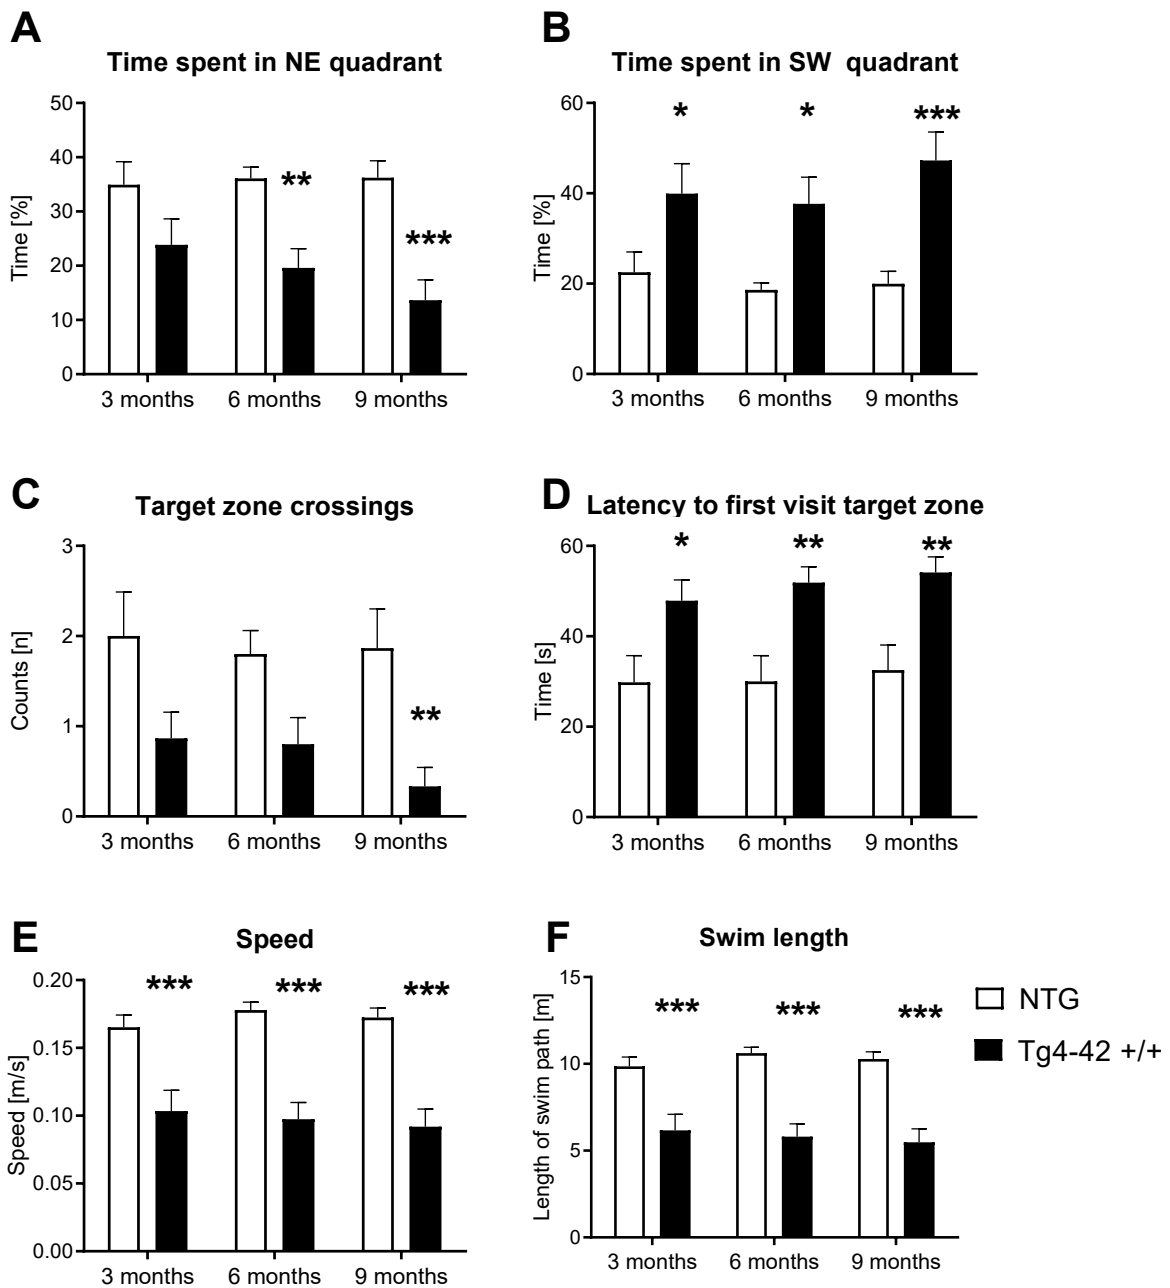 A
Time spent in NE quadrant
Time [%]
50
40
30
20
10
0
**
***
3 months 6 months 9 months
B
Time spent in SW quadrant
Time [%]
60
40
20
0
* * ***
3 months 6 months 9 months
C
Target zone crossings
Counts [n]
3
2
1
0
**
3 months 6 months 9 months
D
Latency to first visit target zone
Time [s]
60
40
20
0
* ** **
3 months 6 months 9 months
E
Speed
Speed [m/s]
0.20
0.15
0.10
0.05
0.00
*** *** ***
3 months 6 months 9 months
F
Swim length
Length of swim path [m]
15
10
5
0
*** *** ***
3 months 6 months 9 months
NTG
Tg4-42 +/+